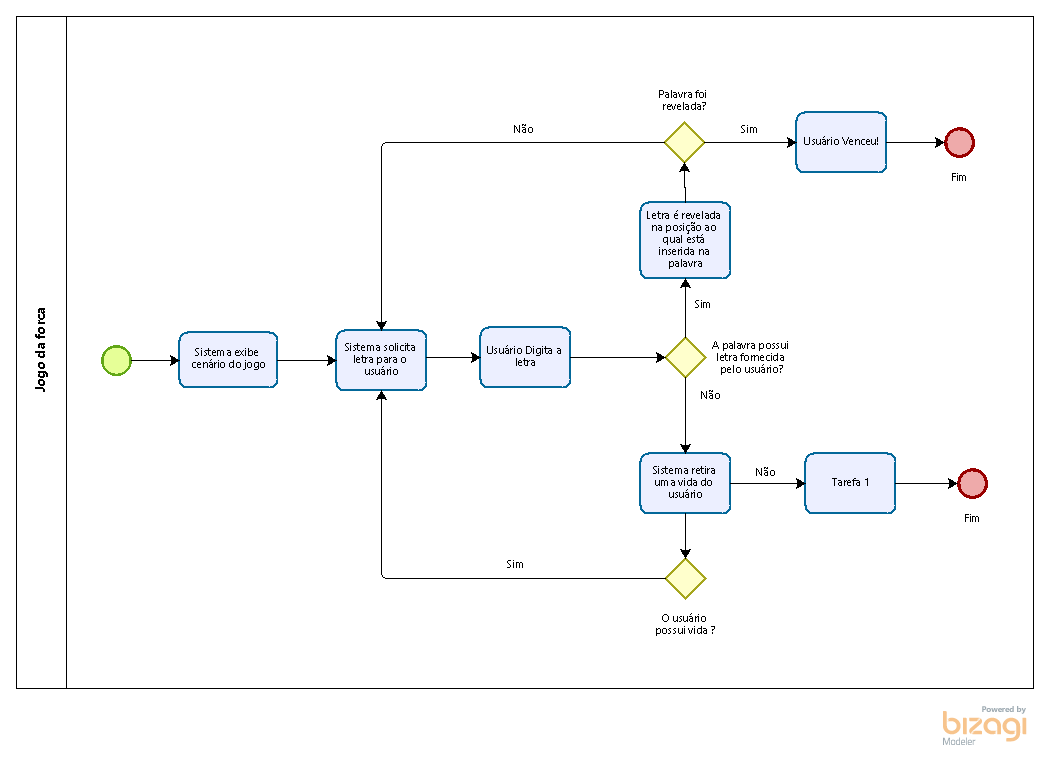 Jogo da forca
Palavra foi
revelada?
Não
Sim
Usuário Venceu!
Fim
Letra é revelada
na posição ao
qual está
inserida na
palavra
Sim
Sistema exibe
cenário do jogo
Sistema solicita
letra para o
usuário
Usuário Digita a
letra
A palavra possui
letra fornecida
pelo usuário?
Não
Sistema retira
uma vida do
usuário
Não
Tarefa 1
Fim
Sim
O usuário
possui vida ?
Powered by
bizagi
Modeler